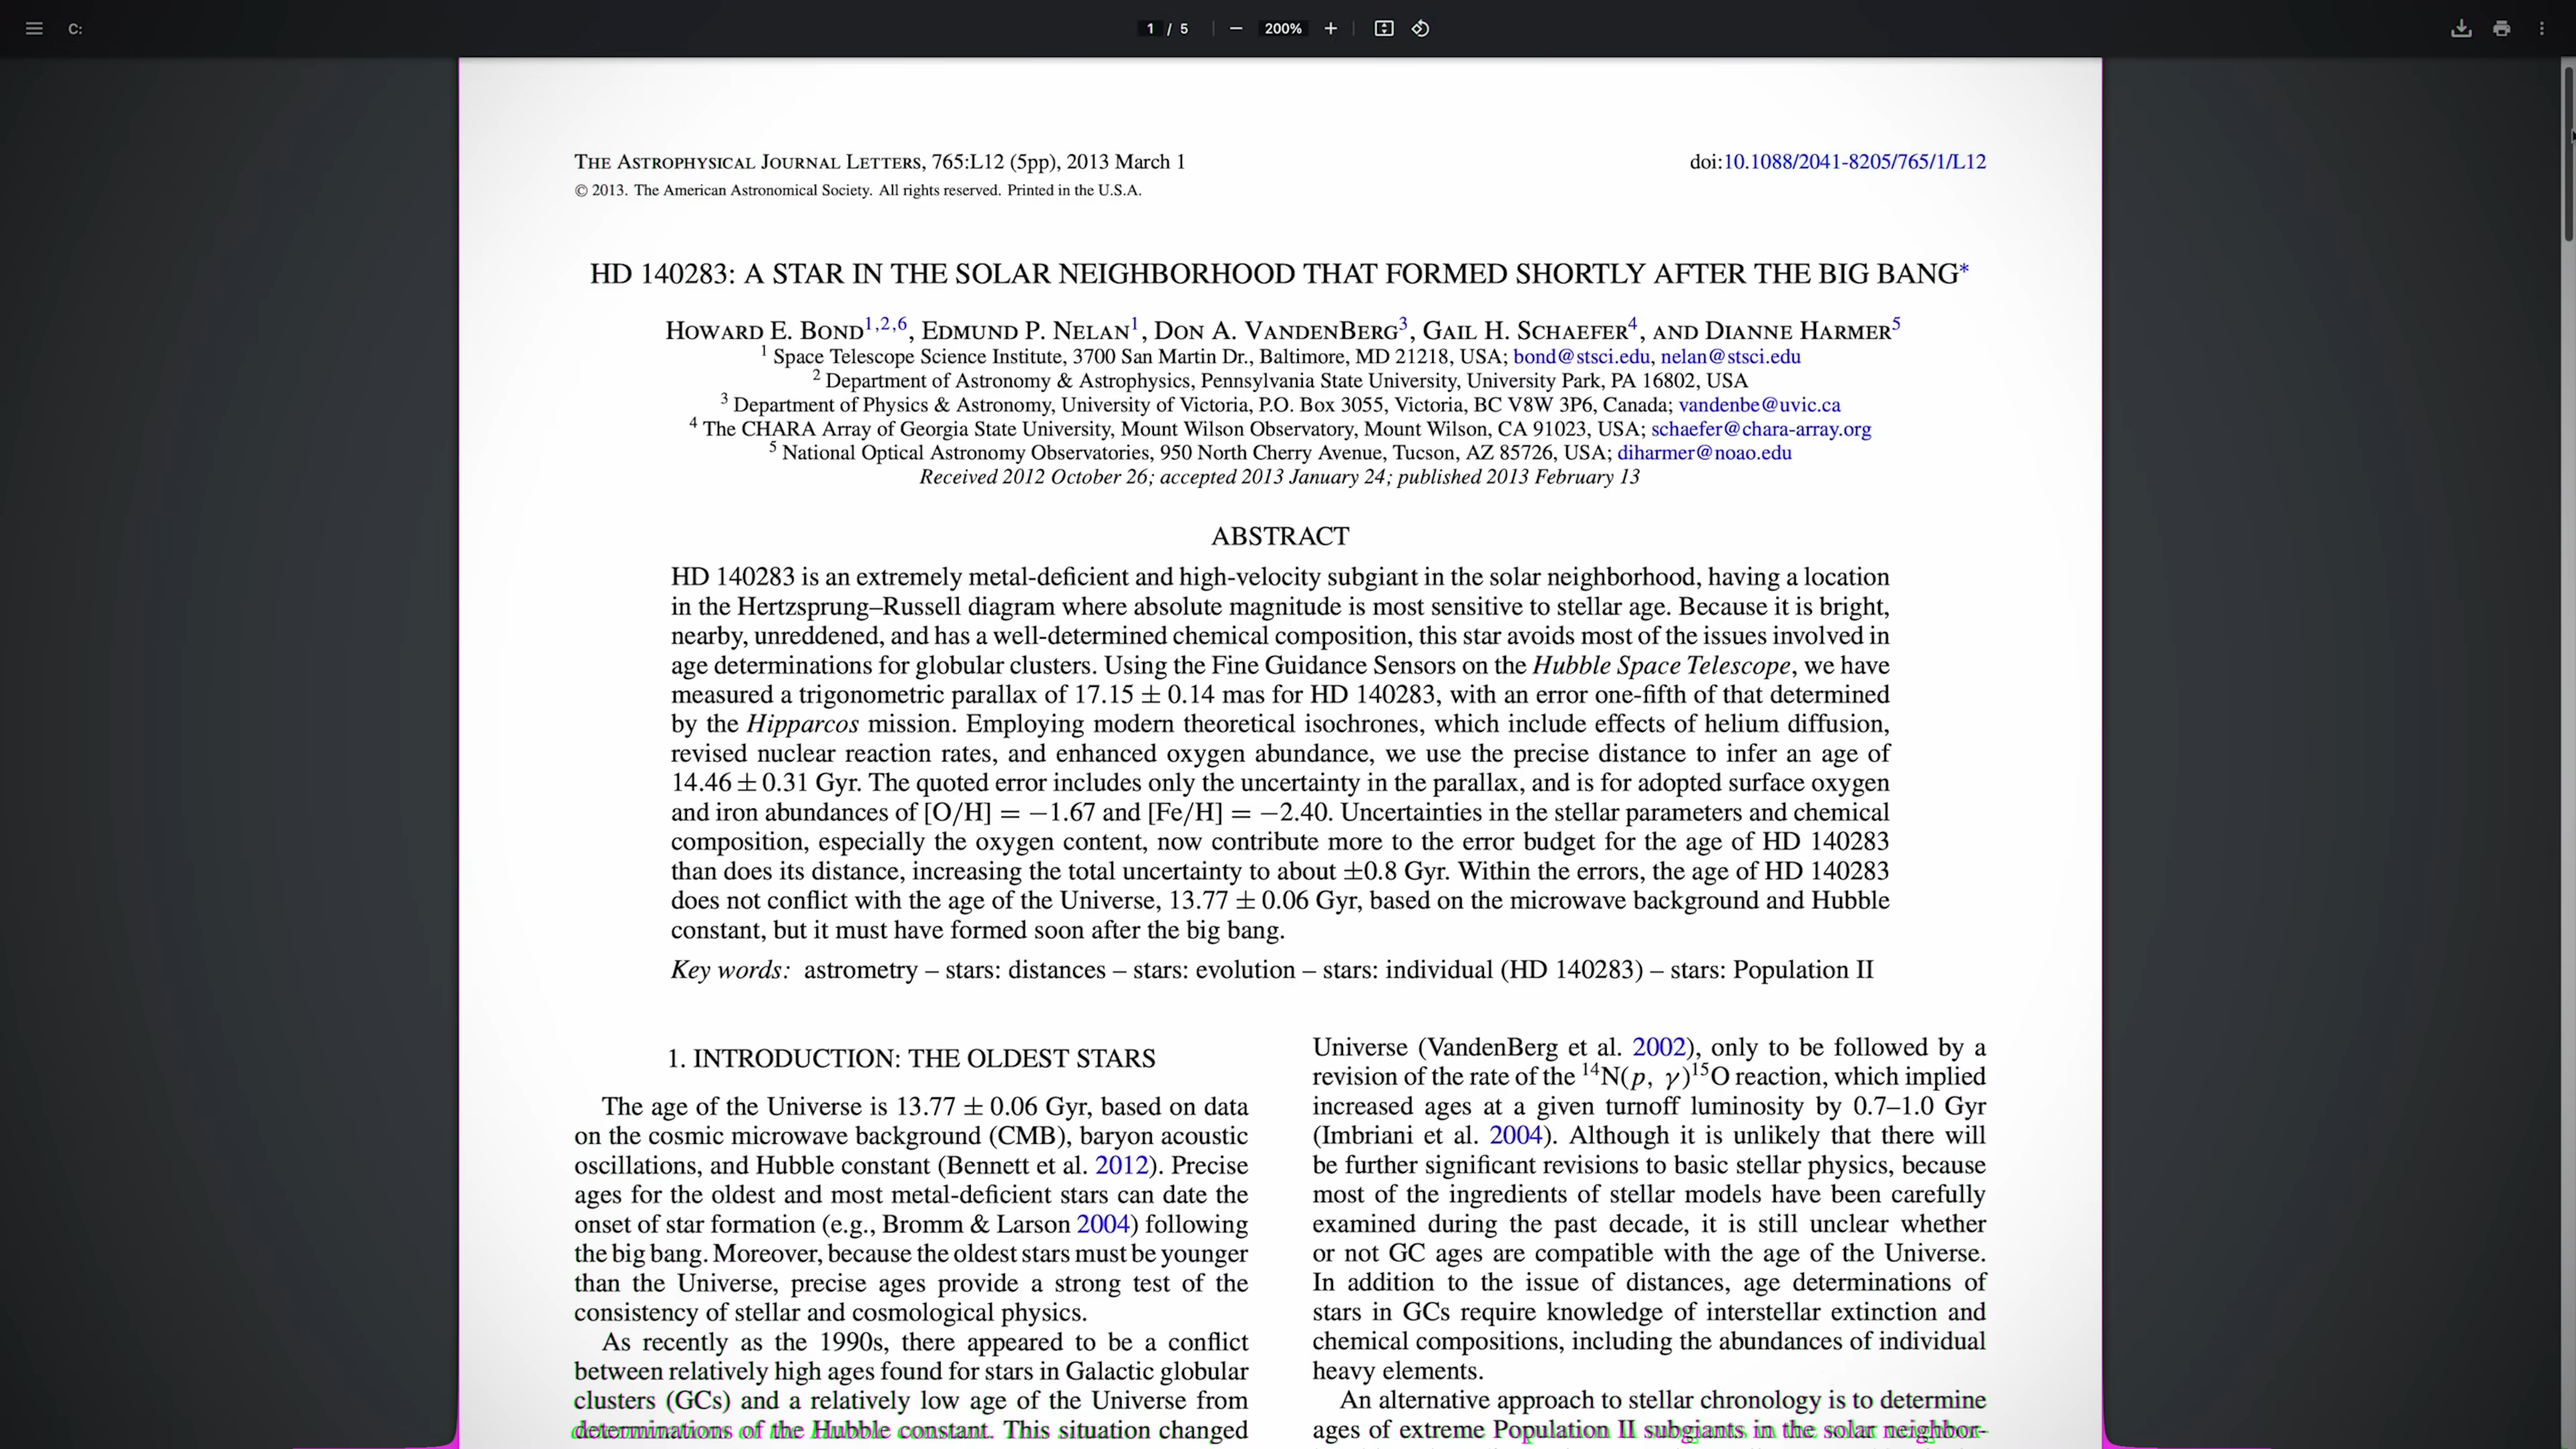 C:
1 / 5
200%
THE ASTROPHYSICAL JOURNAL LETTERS, 765:L12 (5pp), 2013 March 1
doi:10.1088/2041-8205/765/1/L12
© 2013. The American Astronomical Society. All rights reserved. Printed in the U.S.A.
HD 140283: A STAR IN THE SOLAR NEIGHBORHOOD THAT FORMED SHORTLY AFTER THE BIG BANG*
HOWARD E. BOND1,2,6, EDMUND P. NELAN1, DON A. VANDENBERG3, GAIL H. SCHAEFER4, AND DIANNE HARMER5
1 Space Telescope Science Institute, 3700 San Martin Dr., Baltimore, MD 21218, USA; bond@stsci.edu, nelan@stsci.edu
2 Department of Astronomy & Astrophysics, Pennsylvania State University, University Park, PA 16802, USA
3 Department of Physics & Astronomy, University of Victoria, P.O. Box 3055, Victoria, BC V8W 3P6, Canada; vandenbe@uvic.ca
4 The CHARA Array of Georgia State University, Mount Wilson Observatory, Mount Wilson, CA 91023, USA; schaefer@chara-array.org
5 National Optical Astronomy Observatories, 950 North Cherry Avenue, Tucson, AZ 85726, USA; diharmer@noao.edu
Received 2012 October 26; accepted 2013 January 24; published 2013 February 13
ABSTRACT
HD 140283 is an extremely metal-deficient and high-velocity subgiant in the solar neighborhood, having a location
in the Hertzsprung–Russell diagram where absolute magnitude is most sensitive to stellar age. Because it is bright,
nearby, unreddened, and has a well-determined chemical composition, this star avoids most of the issues involved in
age determinations for globular clusters. Using the Fine Guidance Sensors on the Hubble Space Telescope, we have
measured a trigonometric parallax of 17.15 ± 0.14 mas for HD 140283, with an error one-fifth of that determined
by the Hipparcos mission. Employing modern theoretical isochrones, which include effects of helium diffusion,
revised nuclear reaction rates, and enhanced oxygen abundance, we use the precise distance to infer an age of
14.46 ± 0.31 Gyr. The quoted error includes only the uncertainty in the parallax, and is for adopted surface oxygen
and iron abundances of [O/H] = −1.67 and [Fe/H] = −2.40. Uncertainties in the stellar parameters and chemical
composition, especially the oxygen content, now contribute more to the error budget for the age of HD 140283
than does its distance, increasing the total uncertainty to about ±0.8 Gyr. Within the errors, the age of HD 140283
does not conflict with the age of the Universe, 13.77 ± 0.06 Gyr, based on the microwave background and Hubble
constant, but it must have formed soon after the big bang.
Key words: astrometry – stars: distances – stars: evolution – stars: individual (HD 140283) – stars: Population II
1. INTRODUCTION: THE OLDEST STARS
The age of the Universe is 13.77 ± 0.06 Gyr, based on data
on the cosmic microwave background (CMB), baryon acoustic
oscillations, and Hubble constant (Bennett et al. 2012). Precise
ages for the oldest and most metal-deficient stars can date the
onset of star formation (e.g., Bromm & Larson 2004) following
the big bang. Moreover, because the oldest stars must be younger
than the Universe, precise ages provide a strong test of the
consistency of stellar and cosmological physics.
As recently as the 1990s, there appeared to be a conflict
between relatively high ages found for stars in Galactic globular
clusters (GCs) and a relatively low age of the Universe from
determinations of the Hubble constant. This situation changed
Universe (VandenBerg et al. 2002), only to be followed by a
revision of the rate of the 14N(p, γ)15O reaction, which implied
increased ages at a given turnoff luminosity by 0.7–1.0 Gyr
(Imbriani et al. 2004). Although it is unlikely that there will
be further significant revisions to basic stellar physics, because
most of the ingredients of stellar models have been carefully
examined during the past decade, it is still unclear whether
or not GC ages are compatible with the age of the Universe.
In addition to the issue of distances, age determinations of
stars in GCs require knowledge of interstellar extinction and
chemical compositions, including the abundances of individual
heavy elements.
An alternative approach to stellar chronology is to determine
ages of extreme Population II subgiants in the solar neighbor-